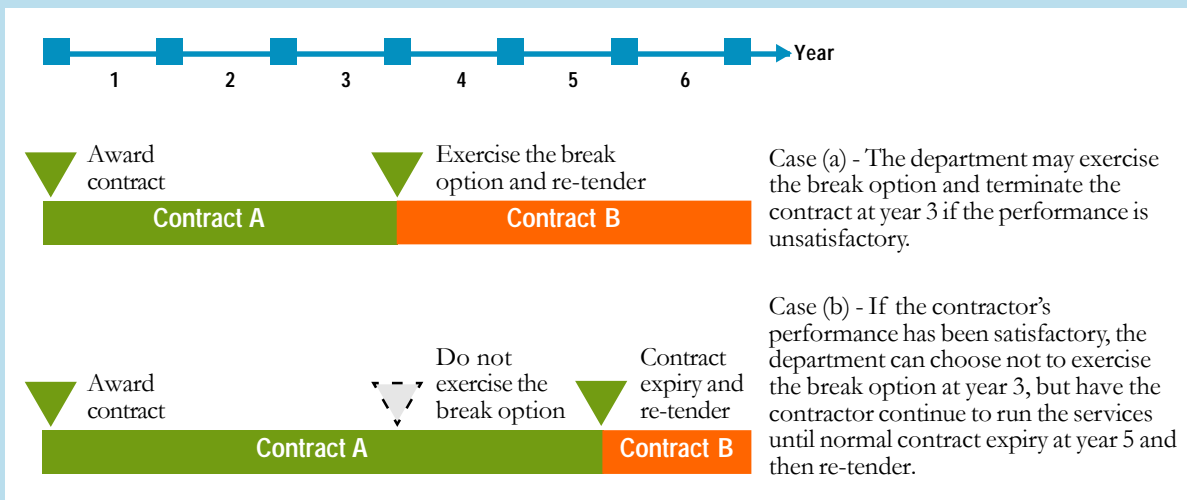 Year
1 2 3 4 5 6
Award
contract
Exercise the break
option and re-tender
Contract A
Contract B
Case (a) - The department may exercise
the break option and terminate the
contract at year 3 if the performance is
unsatisfactory.
Award
contract
Do not
exercise the
break option
Contract
expiry and
re-tender
Contract A
Contract B
Case (b) - If the contractor’s
performance has been satisfactory, the
department can choose not to exercise
the break option at year 3, but have the
contractor continue to run the services
until normal contract expiry at year 5 and
then re-tender.